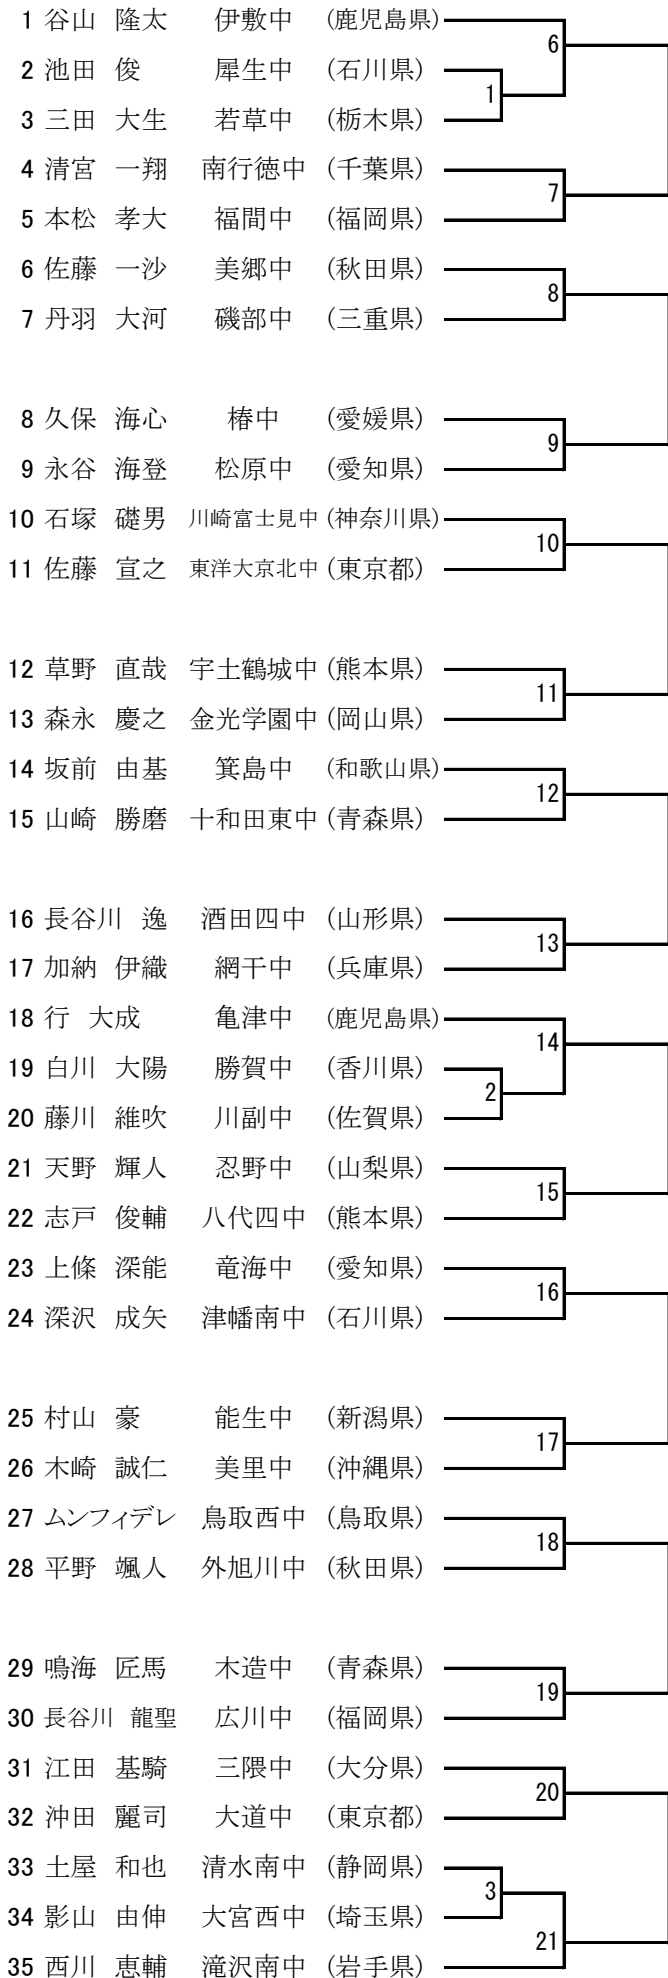 1 谷山 隆太 伊敷中 (鹿児島県)
6
2 池田 俊 犀生中 (石川県)
1
3 三田 大生 若草中 (栃木県)
4 清宮 一翔 南行徳中 (千葉県)
7
5 本松 孝大 福間中 (福岡県)
6 佐藤 一沙 美郷中 (秋田県)
8
7 丹羽 大河 磯部中 (三重県)
8 久保 海心 椿中 (愛媛県)
9
9 永谷 海登 松原中 (愛知県)
10 石塚 礎男 川崎富士見中 (神奈川県)
10
11 佐藤 宣之 東洋大京北中 (東京都)
12 草野 直哉 宇土鶴城中 (熊本県)
11
13 森永 慶之 金光学園中 (岡山県)
14 坂前 由基 箕島中 (和歌山県)
12
15 山崎 勝磨 十和田東中 (青森県)
16 長谷川 逸 酒田四中 (山形県)
13
17 加納 伊織 網干中 (兵庫県)
18 行 大成 亀津中 (鹿児島県)
14
19 白川 大陽 勝賀中 (香川県)
2
20 藤川 維吹 川副中 (佐賀県)
21 天野 輝人 忍野中 (山梨県)
15
22 志戸 俊輔 八代四中 (熊本県)
23 上條 深能 竜海中 (愛知県)
16
24 深沢 成矢 津幡南中 (石川県)
25 村山 豪 能生中 (新潟県)
17
26 木崎 誠仁 美里中 (沖縄県)
27 ムンフィデレ 鳥取西中 (鳥取県)
18
28 平野 颯人 外旭川中 (秋田県)
29 鳴海 匠馬 木造中 (青森県)
19
30 長谷川 龍聖 広川中 (福岡県)
31 江田 基騎 三隈中 (大分県)
20
32 沖田 麗司 大道中 (東京都)
33 土屋 和也 清水南中 (静岡県)
3
34 影山 由伸 大宮西中 (埼玉県)
21
35 西川 恵輔 滝沢南中 (岩手県)